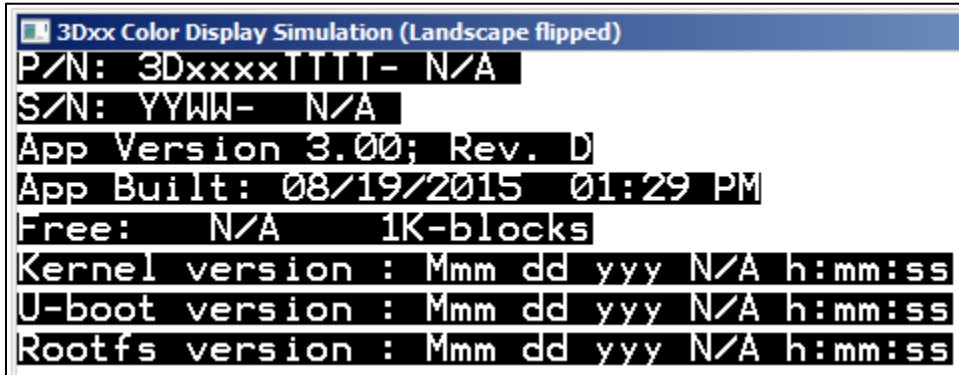 3Dxx Color Display Simulation (Landscape flipped)
P/N: 3DxxxxTTTT- N/A
S/N: YYWW-  N/A
App Version 3.00; Rev. D
App Built: 08/19/2015  01:29 PM
Free:   N/A    1K-blocks
Kernel version : Mmm dd yyy N/A h:mm:ss
U-boot version : Mmm dd yyy N/A h:mm:ss
Rootfs version : Mmm dd yyy N/A h:mm:ss